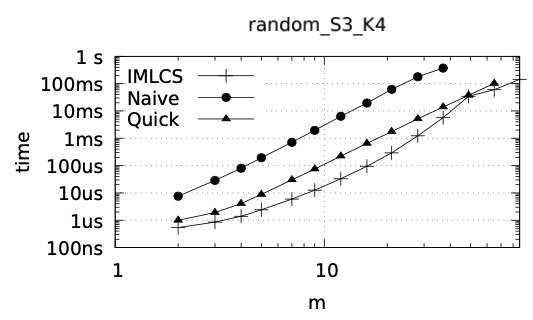 random_S3_K4
1 s
100ms
10ms
1ms
100us
10us
1us
100ns
time
IMLCS
Naive
Quick
1
10
m